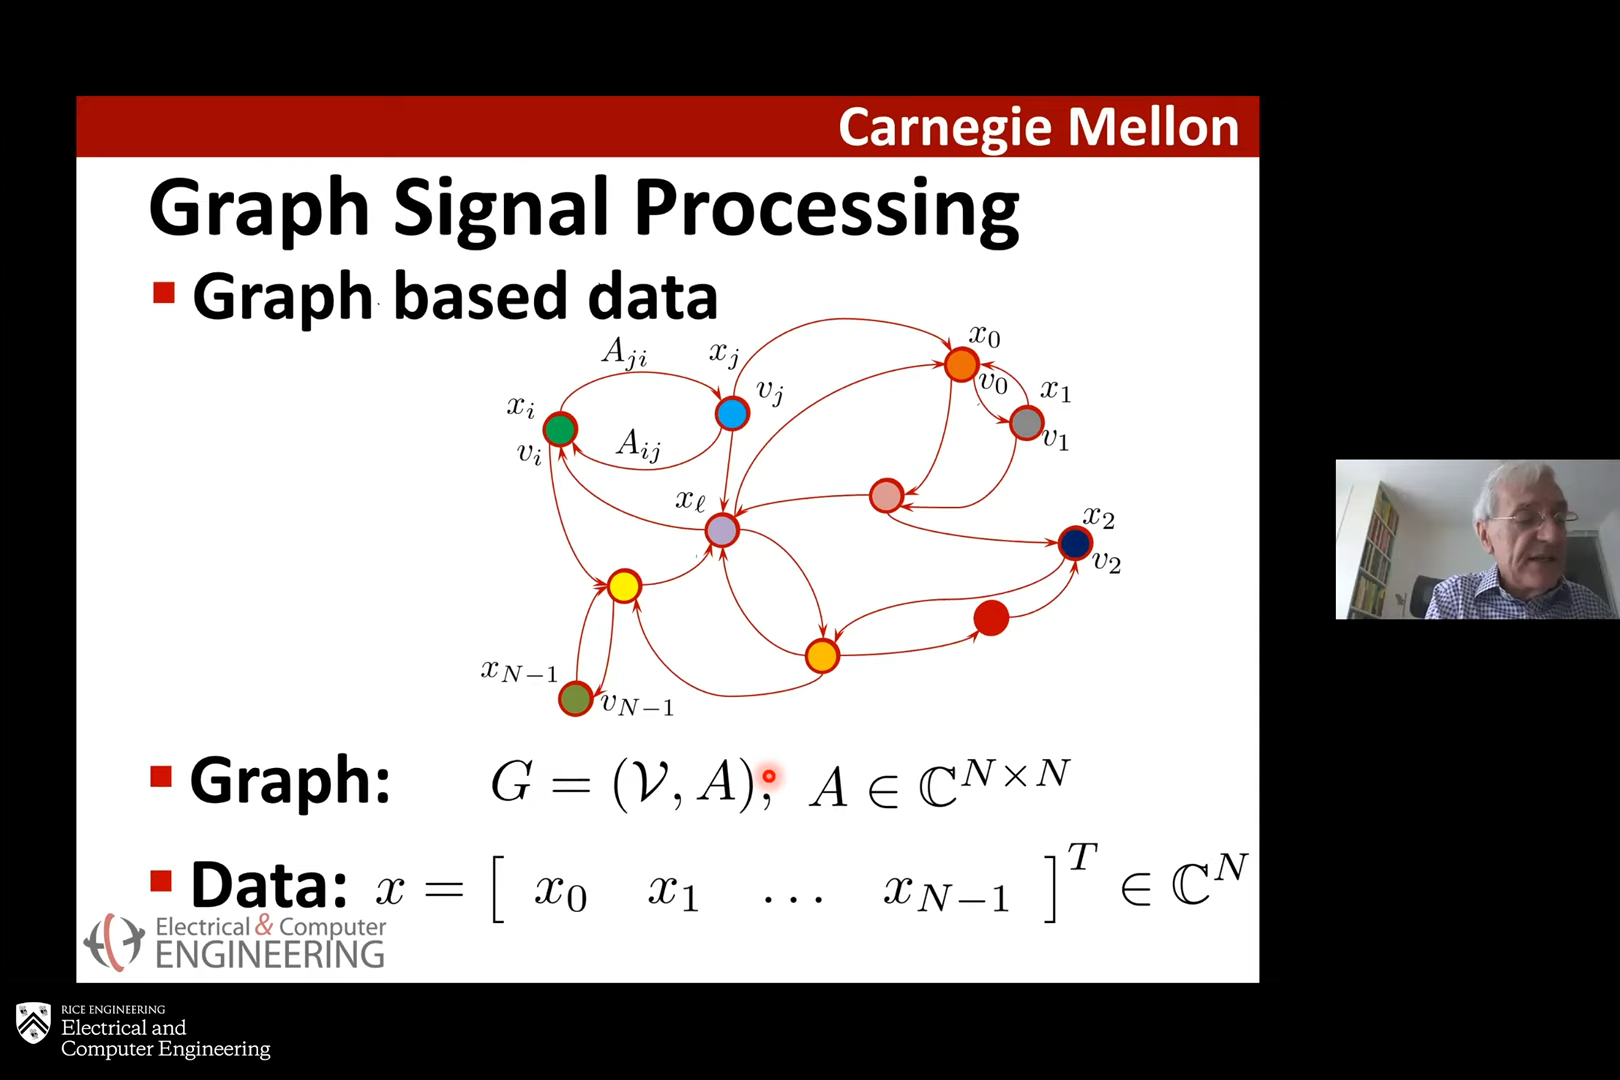 Carnegie Mellon
Graph Signal Processing
Graph based data
x_0
A_{ji}
x_j
v_0
x_1
v_j
x_i
v_1
A_{ij}
v_i
x_ℓ
x_2
v_2
x_{N-1}
v_{N-1}
Graph: G = (𝒱, A); A ∈ ℂ^{N×N}
Data: x = [ x_0 x_1 ... x_{N-1} ]^T ∈ ℂ^N
Electrical & Computer
ENGINEERING
RICE ENGINEERING
Electrical and
Computer Engineering